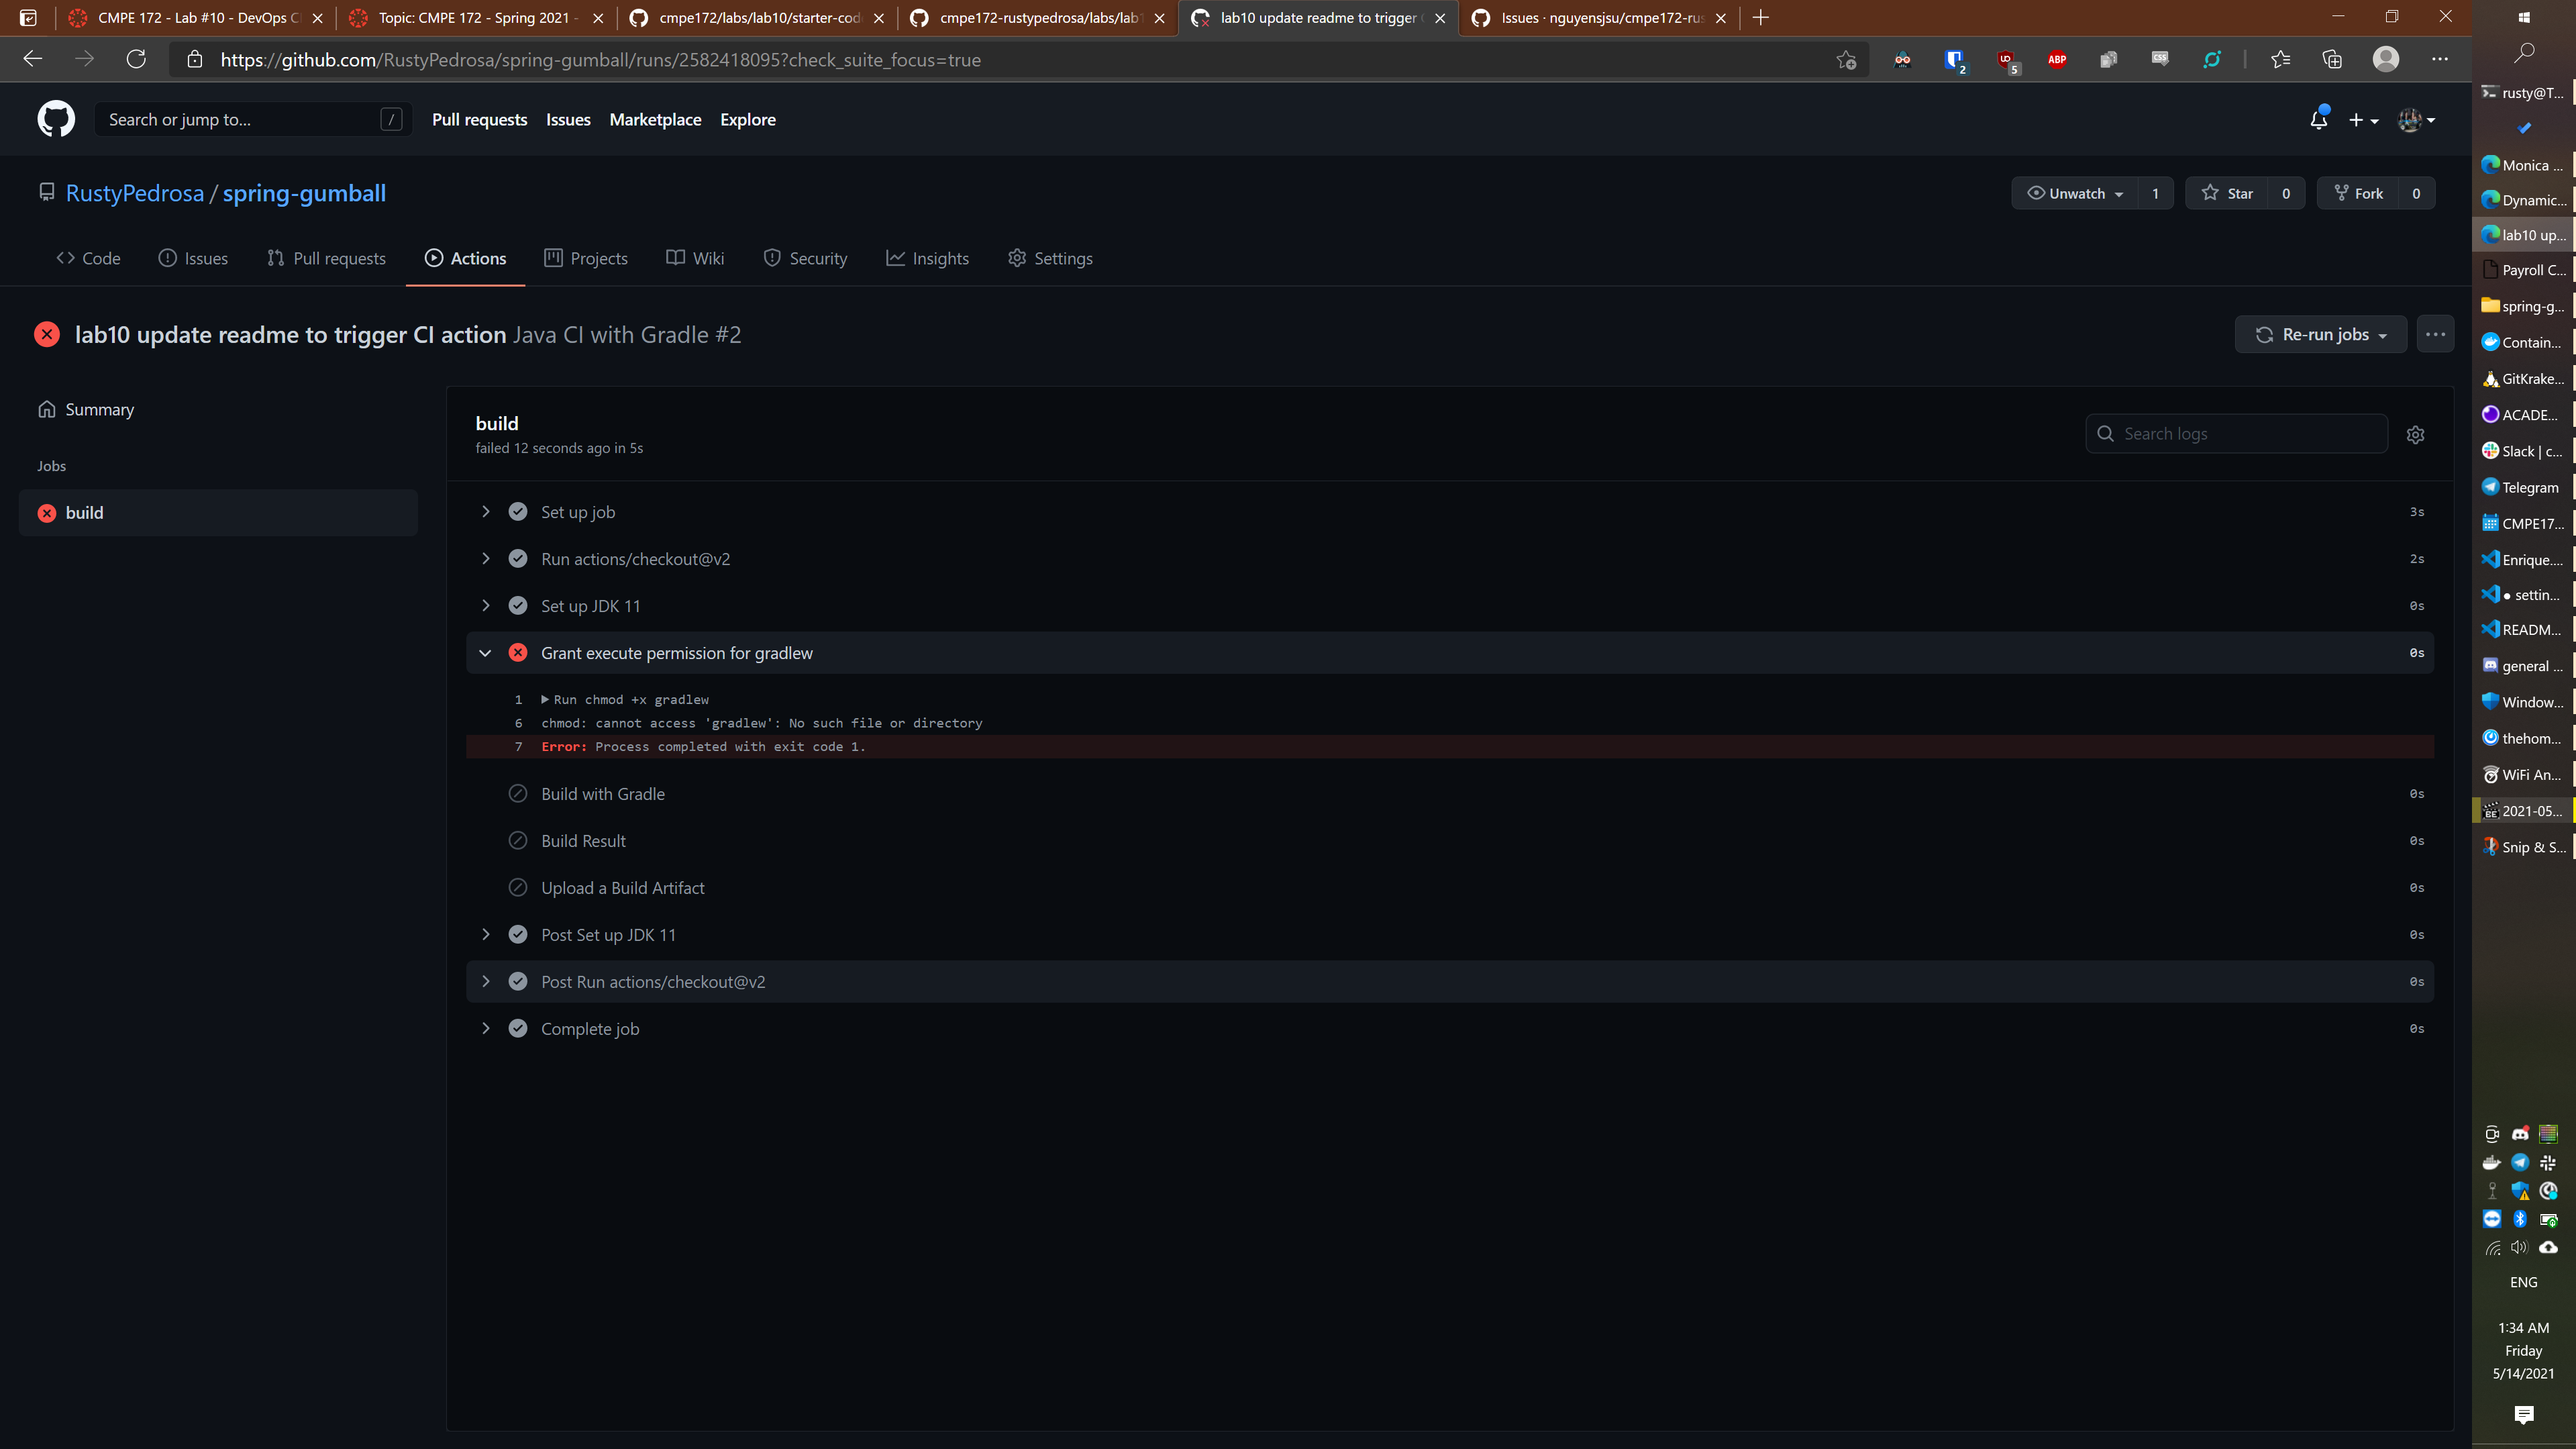 CMPE 172 - Lab #10 - DevOps C
Topic: CMPE 172 - Spring 2021 -
cmpe172/labs/lab10/starter-cod
cmpe172-rustypedrosa/labs/lab1
lab10 update readme to trigger
Issues · nguyensjsu/cmpe172-rus
https://github.com/RustyPedrosa/spring-gumball/runs/2582418095?check_suite_focus=true
2
5
ABP
CSS
Search or jump to...
/
Pull requests
Issues
Marketplace
Explore
RustyPedrosa / spring-gumball
Unwatch
1
Star
0
Fork
0
Code
Issues
Pull requests
Actions
Projects
Wiki
Security
Insights
Settings
lab10 update readme to trigger CI action Java CI with Gradle #2
Re-run jobs
Summary
Jobs
build
build
failed 12 seconds ago in 5s
Search logs
Set up job 3s
Run actions/checkout@v2 2s
Set up JDK 11 0s
Grant execute permission for gradlew 0s
1 Run chmod +x gradlew
6 chmod: cannot access 'gradlew': No such file or directory
7 Error: Process completed with exit code 1.
Build with Gradle 0s
Build Result 0s
Upload a Build Artifact 0s
Post Set up JDK 11 0s
Post Run actions/checkout@v2 0s
Complete job 0s
rusty@T...
Monica ...
Dynamic...
lab10 up...
Payroll C...
spring-g...
Contain...
GitKrake...
ACADE...
Slack | c...
Telegram
CMPE17...
Enrique....
● settin...
READM...
general ...
Window...
thehom...
WiFi An...
BE 2021-05...
Snip & S...
ENG
1:34 AM
Friday
5/14/2021